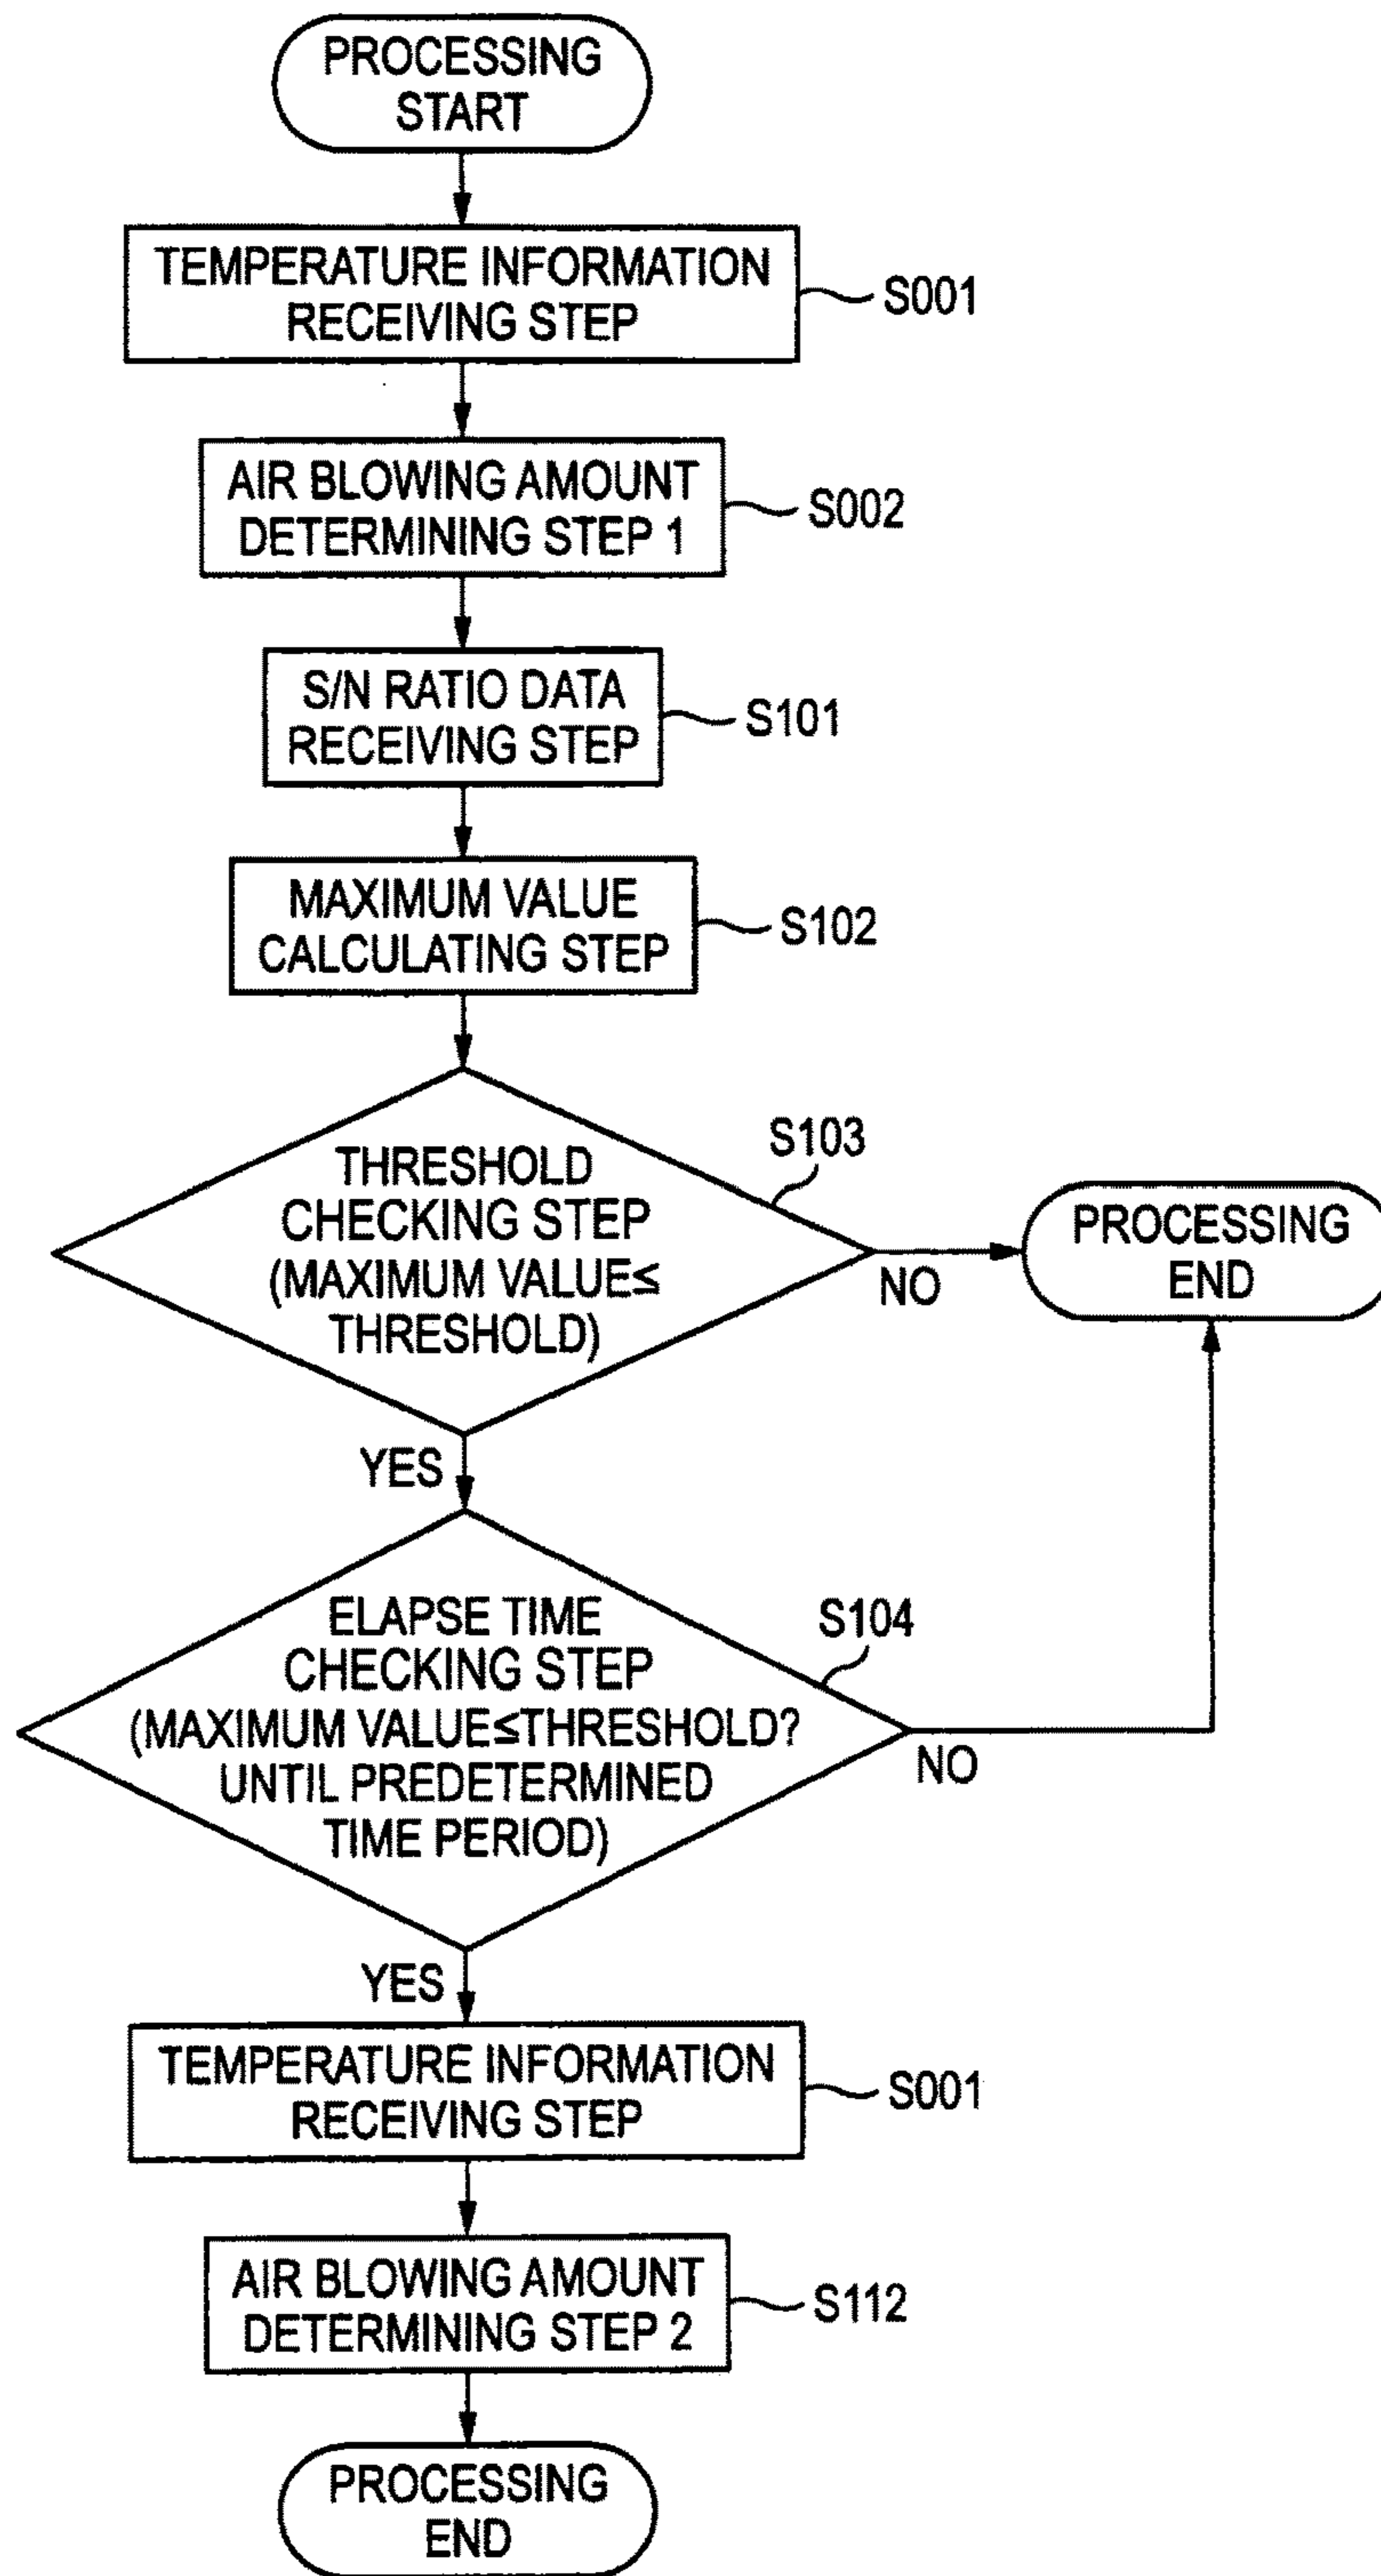 PROCESSING
START
TEMPERATURE INFORMATION
RECEIVING STEP
S001
AIR BLOWING AMOUNT
DETERMINING STEP 1
S002
S/N RATIO DATA
RECEIVING STEP
S101
MAXIMUM VALUE
CALCULATING STEP
S102
THRESHOLD
CHECKING STEP
(MAXIMUM VALUE≤
THRESHOLD)
S103
NO
PROCESSING
END
YES
ELAPSE TIME
CHECKING STEP
(MAXIMUM VALUE≤THRESHOLD?
UNTIL PREDETERMINED
TIME PERIOD)
S104
NO
YES
TEMPERATURE INFORMATION
RECEIVING STEP
S001
AIR BLOWING AMOUNT
DETERMINING STEP 2
S112
PROCESSING
END